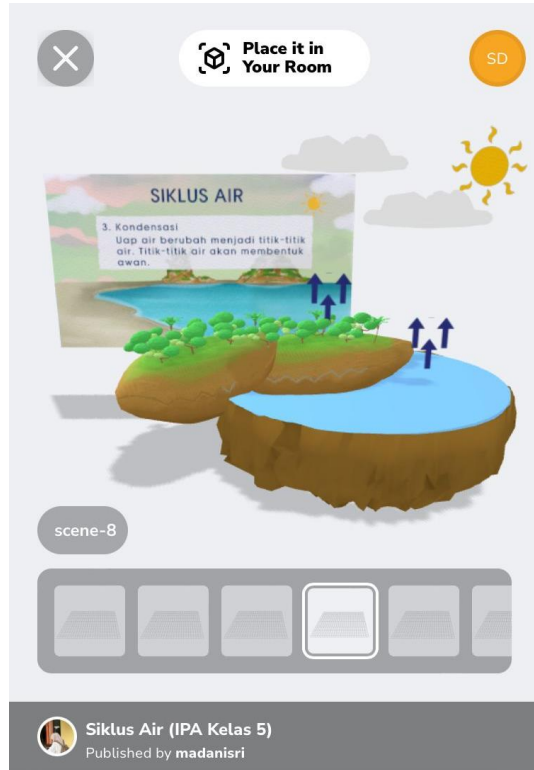 Place it in
Your Room
SD
SIKLUS AIR
3. Kondensasi
Uap air berubah menjadi titik-titik
air. Titik-titik air akan membentuk
awan.
scene-8
Siklus Air (IPA Kelas 5)
Published by madanisri